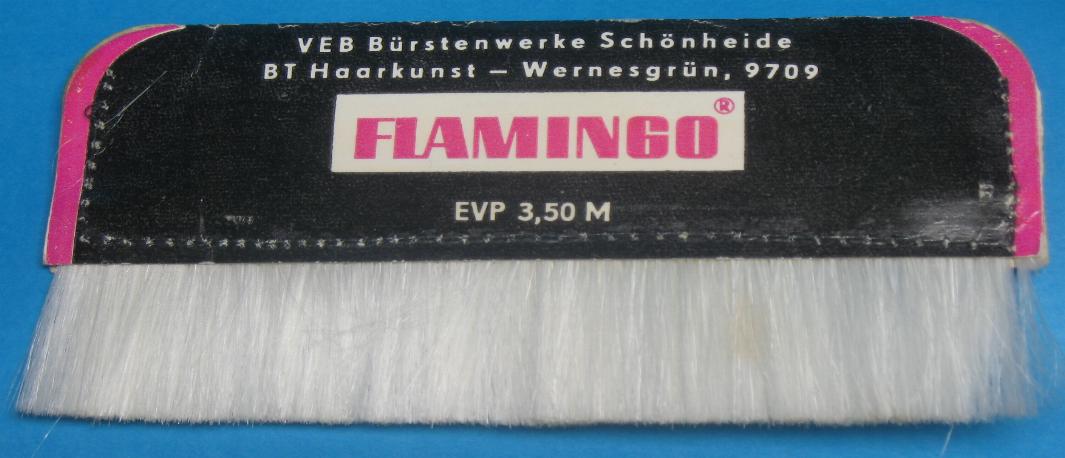 VEB Bürstenwerke Schönheide
BT Haarkunst — Wernesgrün, 9709
FLAMINGO®
EVP 3,50 M